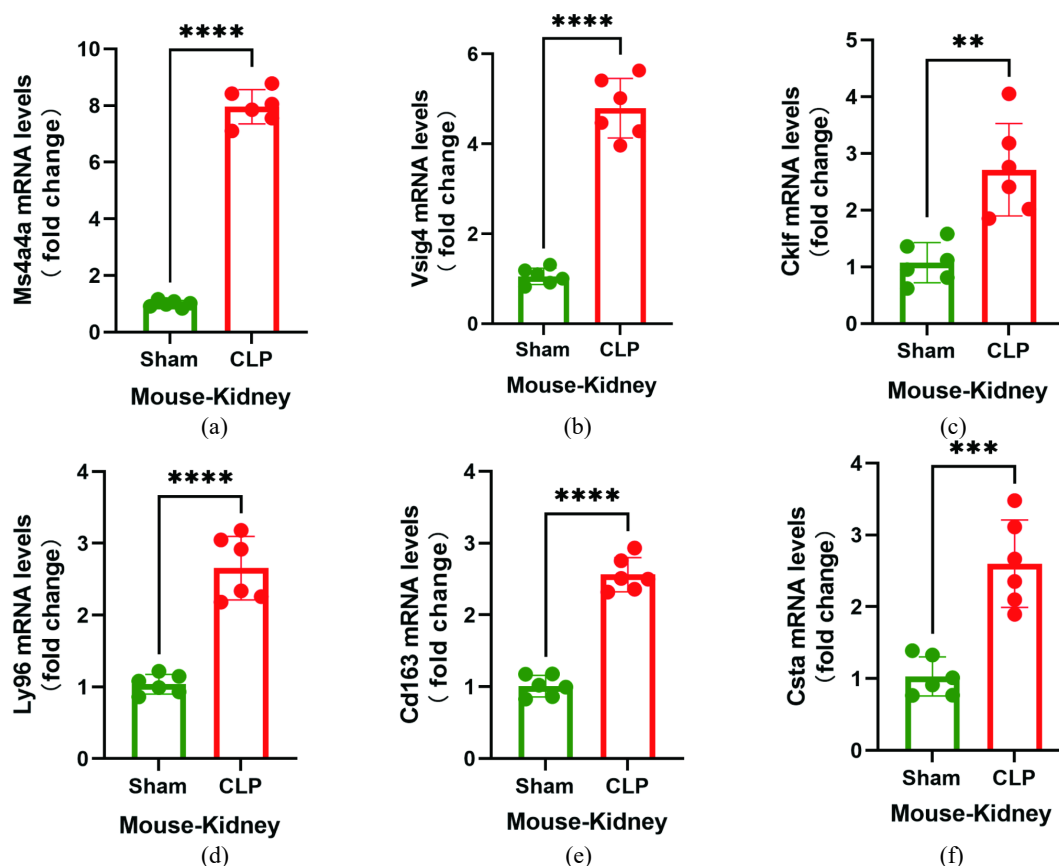 ****
Ms4a4a mRNA levels
( fold change)
10
8
6
4
2
0
Sham
CLP
Mouse-Kidney
(a)
****
Vsig4 mRNA levels
( fold change)
6
4
2
0
Sham
CLP
Mouse-Kidney
(b)
**
Cklf mRNA levels
(fold change)
5
4
3
2
1
0
Sham
CLP
Mouse-Kidney
(c)
****
Ly96 mRNA levels
(fold change)
4
3
2
1
0
Sham
CLP
Mouse-Kidney
(d)
****
Cd163 mRNA levels
( fold change)
4
3
2
1
0
Sham
CLP
Mouse-Kidney
(e)
***
Csta mRNA levels
(fold change)
4
3
2
1
0
Sham
CLP
Mouse-Kidney
(f)